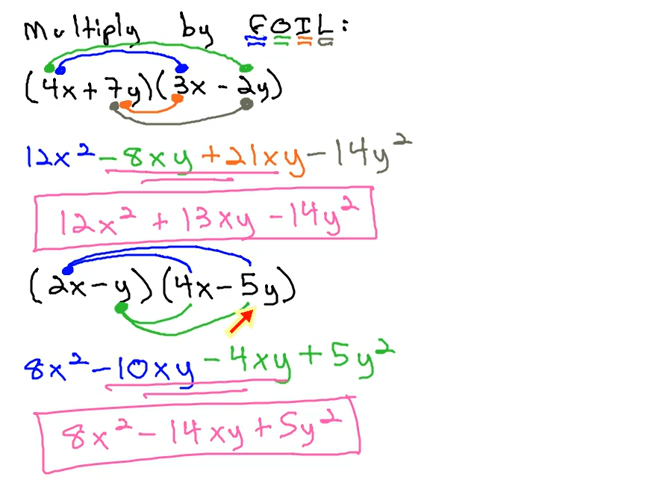 Multiply by FOIL:
(4x + 7y)(3x - 2y)
12x² - 8xy + 21xy - 14y²
12x² + 13xy - 14y²
(2x - y)(4x - 5y)
8x² - 10xy - 4xy + 5y²
8x² - 14xy + 5y²